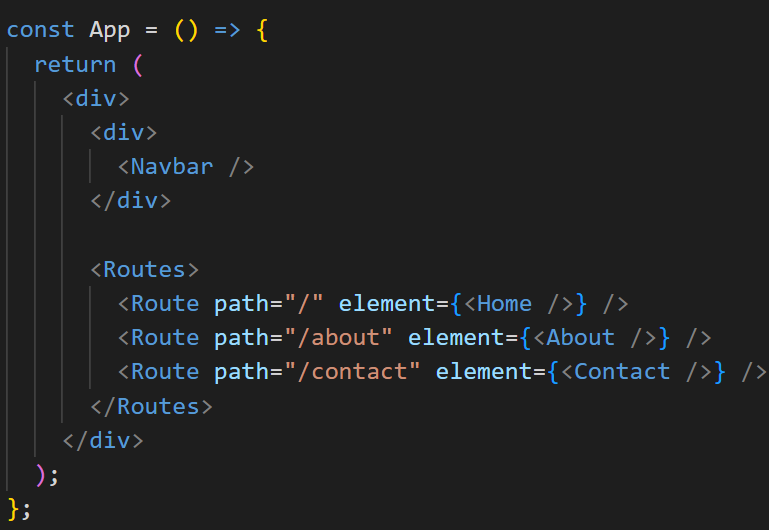 const App = () => {
  return (
    <div>
      <div>
        <Navbar />
      </div>

      <Routes>
        <Route path="/" element={<Home />} />
        <Route path="/about" element={<About />} />
        <Route path="/contact" element={<Contact />} />
      </Routes>
    </div>
  );
};